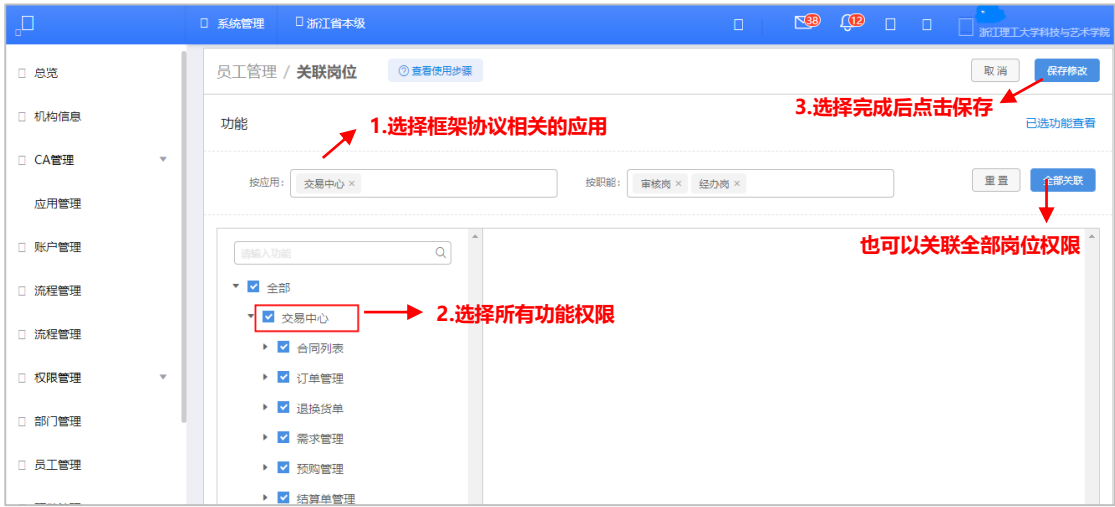 系统管理 浙江省本级 38 12 浙江理工大学科技与艺术学院
总览
机构信息
CA管理
应用管理
账户管理
流程管理
流程管理
权限管理
部门管理
员工管理
员工管理 / 关联岗位 查看使用步骤 取消 保存修改
功能 1.选择框架协议相关的应用 3.选择完成后点击保存 已选功能查看
按应用: 交易中心 × 按职能: 审核岗 × 经办岗 × 重置 全部关联
也可以关联全部岗位权限
请输入功能
全部
交易中心 2.选择所有功能权限
合同列表
订单管理
退换货单
需求管理
预购管理
结算单管理